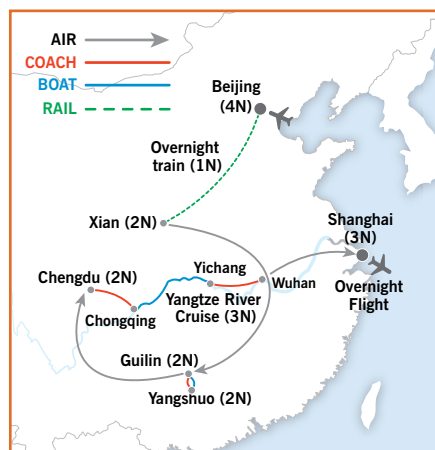 AIR
COACH
BOAT
RAIL
Beijing
(4N)
Overnight
train (1N)
Xian (2N)
Shanghai
(3N)
Chengdu (2N)
Yichang
Wuhan
Yangtze River
Cruise (3N)
Overnight
Flight
Chongqing
Guilin (2N)
Yangshuo (2N)